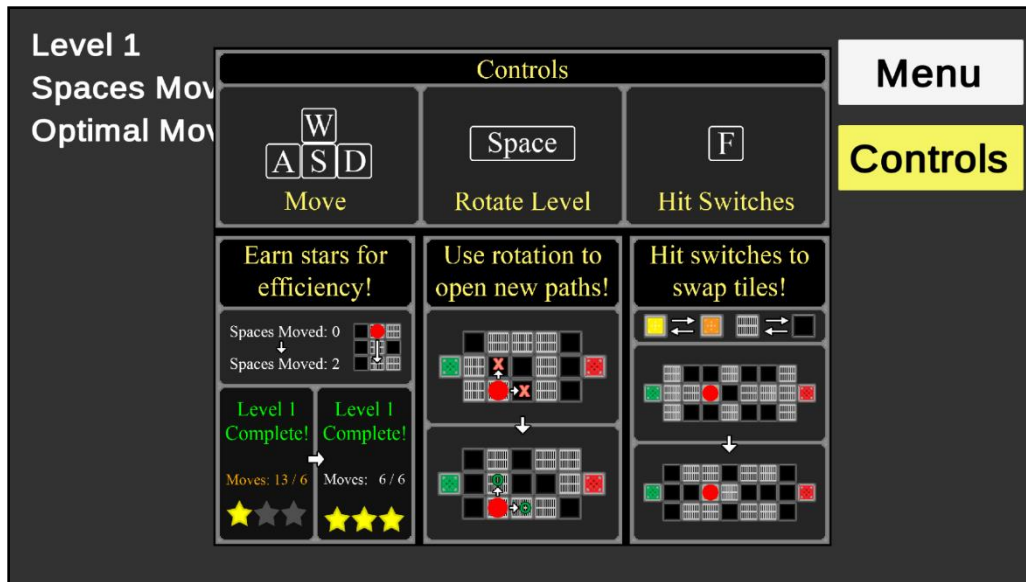 Level 1
Spaces Mov
Optimal Mov
Menu
Controls
Controls
W
A S D
Move
Space
Rotate Level
F
Hit Switches
Earn stars for
efficiency!
Spaces Moved: 0
Spaces Moved: 2
Level 1
Complete!
Moves: 13 / 6
Level 1
Complete!
Moves: 6 / 6
Use rotation to
open new paths!
X
X
Hit switches to
swap tiles!